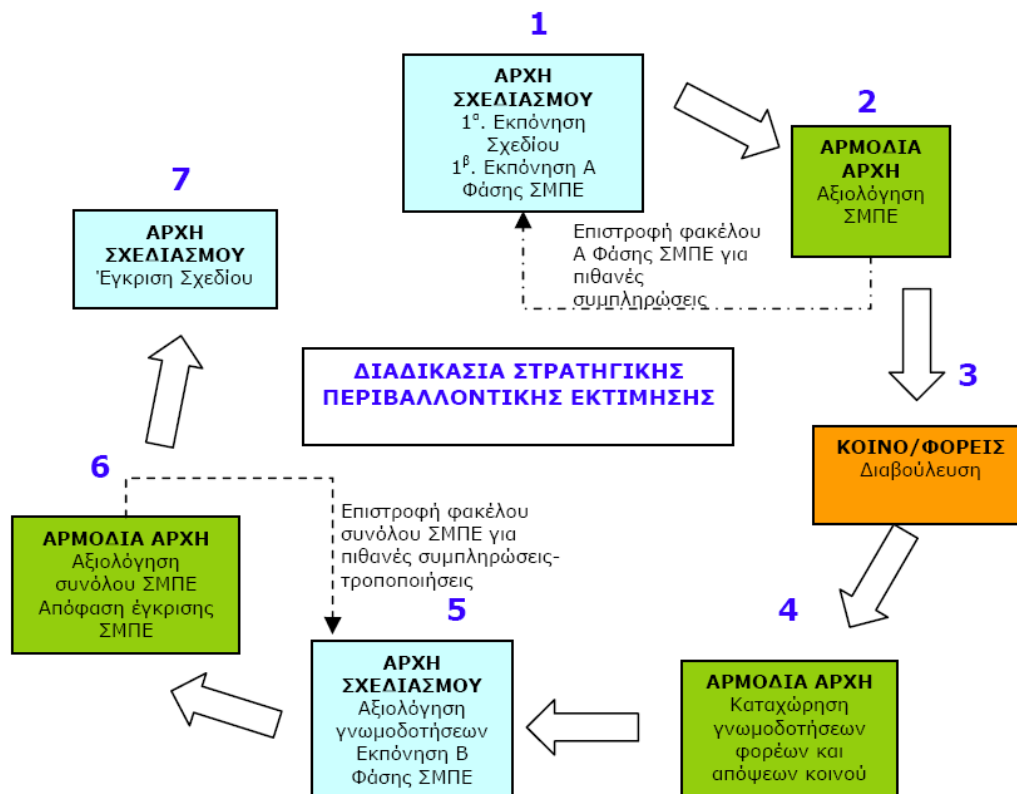 1
ΑΡΧΗ
ΣΧΕΔΙΑΣΜΟΥ
1α. Εκπόνηση
Σχεδίου
1β. Εκπόνηση Α
Φάσης ΣΜΠΕ
2
ΑΡΜΟΔΙΑ
ΑΡΧΗ
Αξιολόγηση
ΣΜΠΕ
Επιστροφή φακέλου
Α Φάσης ΣΜΠΕ για
πιθανές
συμπληρώσεις
7
ΑΡΧΗ
ΣΧΕΔΙΑΣΜΟΥ
Έγκριση Σχεδίου
ΔΙΑΔΙΚΑΣΙΑ ΣΤΡΑΤΗΓΙΚΗΣ
ΠΕΡΙΒΑΛΛΟΝΤΙΚΗΣ ΕΚΤΙΜΗΣΗΣ
3
ΚΟΙΝΟ/ΦΟΡΕΙΣ
Διαβούλευση
6
ΑΡΜΟΔΙΑ ΑΡΧΗ
Αξιολόγηση
συνόλου ΣΜΠΕ
Απόφαση έγκρισης
ΣΜΠΕ
Επιστροφή φακέλου
συνόλου ΣΜΠΕ για
πιθανές συμπληρώσεις-
τροποποιήσεις
5
ΑΡΧΗ
ΣΧΕΔΙΑΣΜΟΥ
Αξιολόγηση
γνωμοδοτήσεων
Εκπόνηση Β
Φάσης ΣΜΠΕ
4
ΑΡΜΟΔΙΑ ΑΡΧΗ
Καταχώρηση
γνωμοδοτήσεων
φορέων και
απόψεων κοινού